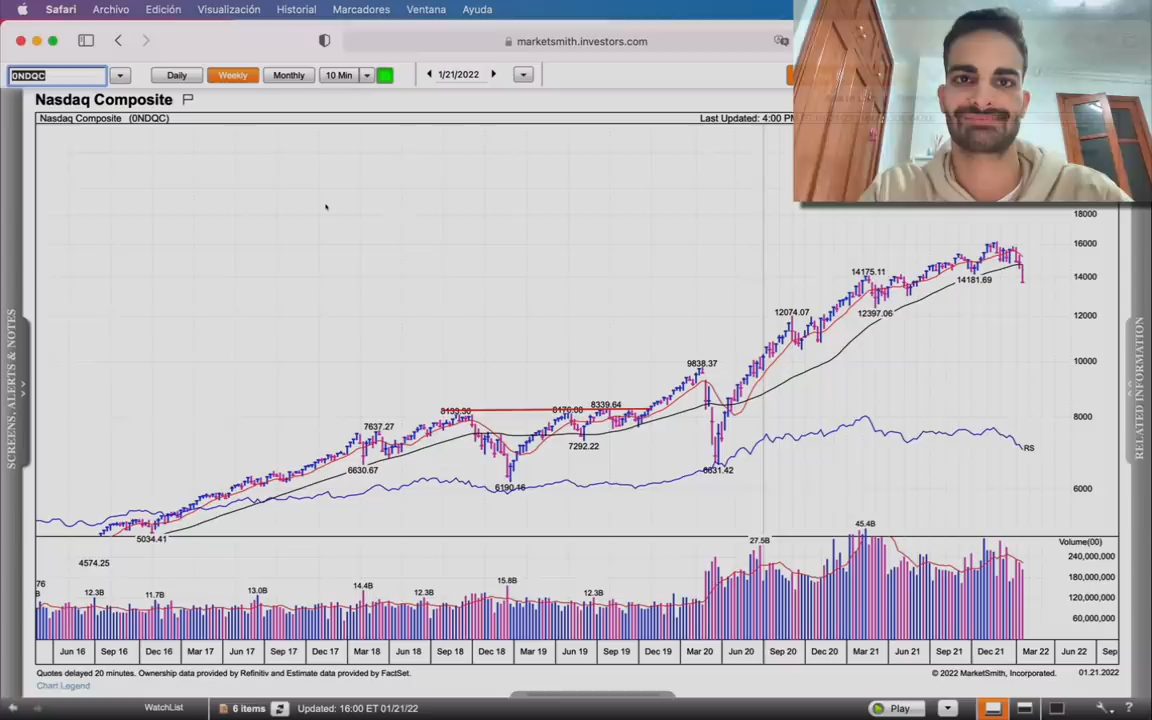 Safari Archivo Edición Visualización Historial Marcadores Ventana Ayuda
marketsmith.investors.com
0NDQC Daily Weekly Monthly 10 Min 1/21/2022
Nasdaq Composite
Nasdaq Composite (0NDQC) Last Updated: 4:00 PM
18000
16000
14175.11
14000
14181.69
12074.07
12397.06
12000
9838.37
10000
8133.30 8176.08 8339.64
8000
7637.27
7292.22
RS
6630.67
6631.42
6190.16
6000
5034.41
Volume(00)
45.4B
27.5B
240,000,000
4574.25
180,000,000
76
B 12.3B 11.7B 13.0B 14.4B 12.3B 15.8B 12.3B
120,000,000
60,000,000
Jun 16 Sep 16 Dec 16 Mar 17 Jun 17 Sep 17 Dec 17 Mar 18 Jun 18 Sep 18 Dec 18 Mar 19 Jun 19 Sep 19 Dec 19 Mar 20 Jun 20 Sep 20 Dec 20 Mar 21 Jun 21 Sep 21 Dec 21 Mar 22 Jun 22 Sep
Quotes delayed 20 minutes. Ownership data provided by Refinitiv and Estimate data provided by FactSet. © 2022 MarketSmith, Incorporated. 01.21.2022
Chart Legend
SCREENS, ALERTS & NOTES
RELATED INFORMATION
WatchList 6 items Updated: 16:00 ET 01/21/22 Play